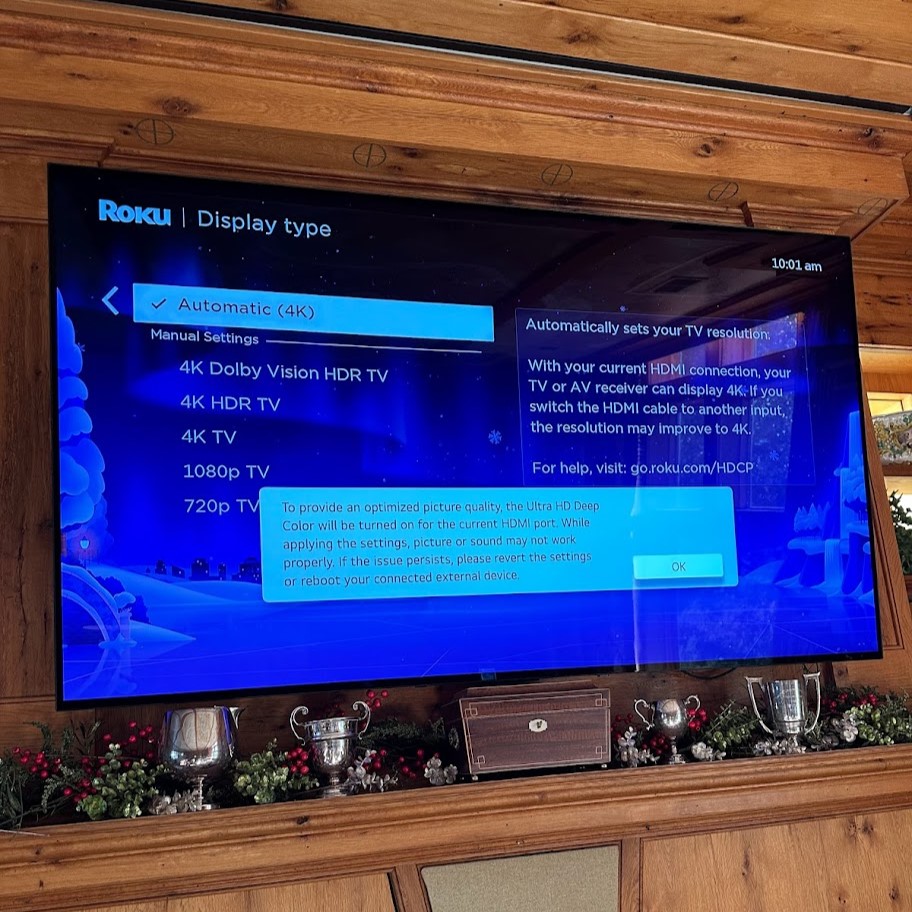 Roku | Display type
10:01 am
✓ Automatic (4K)
Manual Settings
4K Dolby Vision HDR TV
4K HDR TV
4K TV
1080p TV
720p TV
Automatically sets your TV resolution.
With your current HDMI connection, your
TV or AV receiver can display 4K. If you
switch the HDMI cable to another input,
the resolution may improve to 4K.
For help, visit: go.roku.com/HDCP
To provide an optimized picture quality, the Ultra HD Deep
Color will be turned on for the current HDMI port. While
applying the settings, picture or sound may not work
properly. If the issue persists, please revert the settings
or reboot your connected external device.
OK